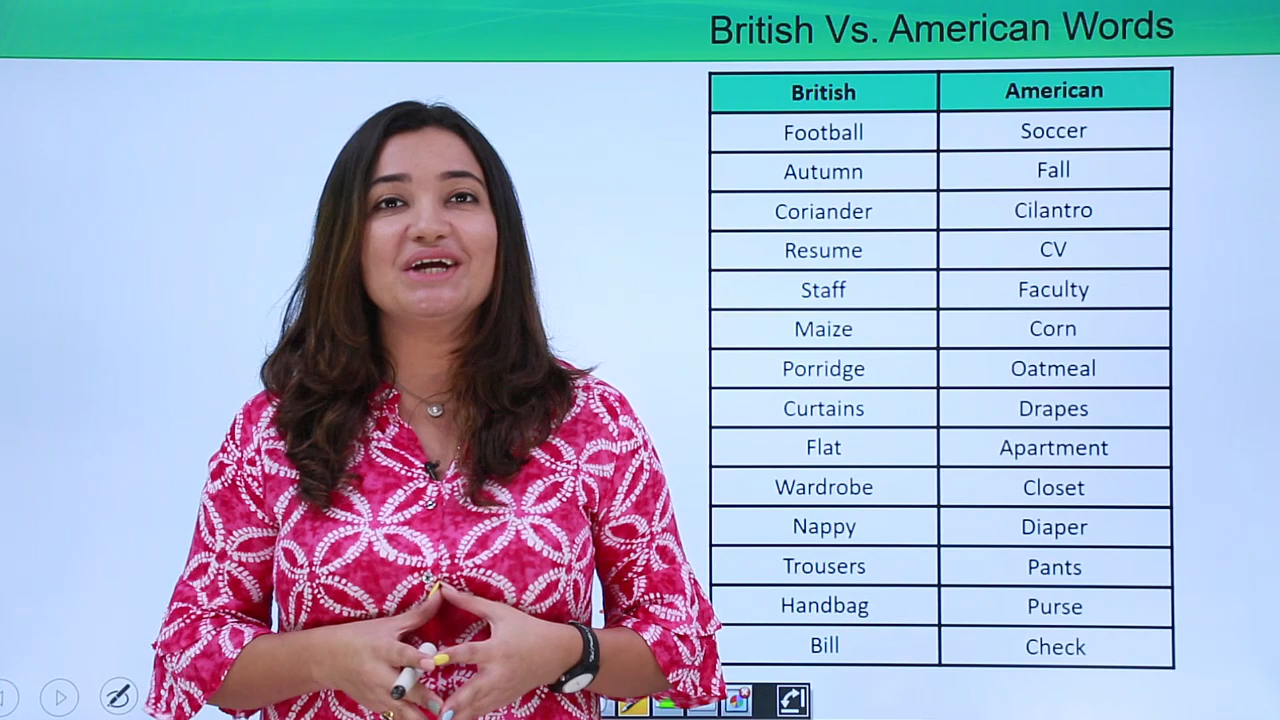 British Vs. American Words
British American
Football Soccer
Autumn Fall
Coriander Cilantro
Resume CV
Staff Faculty
Maize Corn
Porridge Oatmeal
Curtains Drapes
Flat Apartment
Wardrobe Closet
Nappy Diaper
Trousers Pants
Handbag Purse
Bill Check